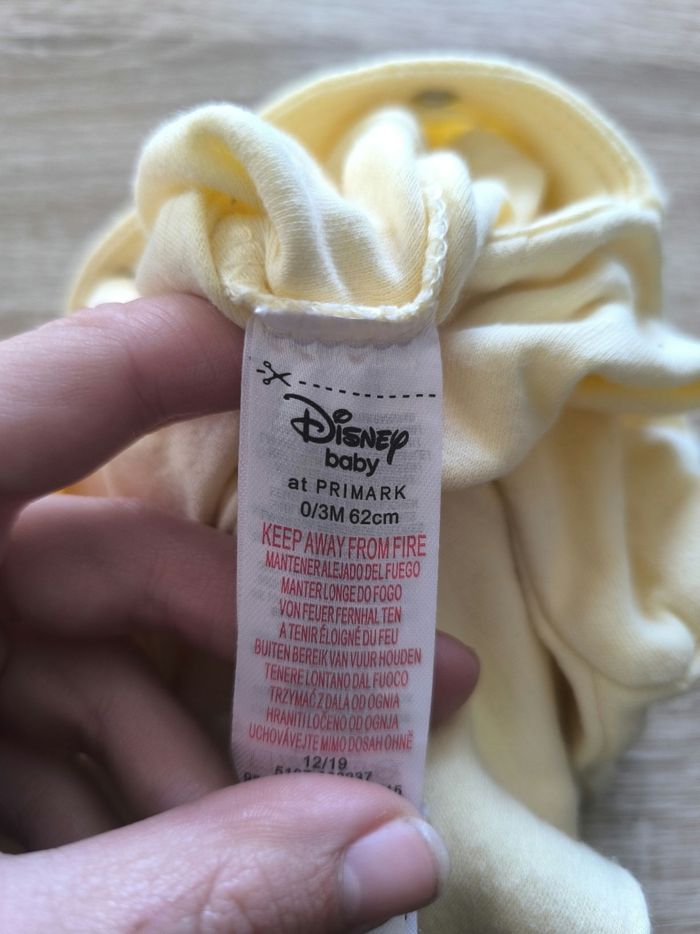 Disney
baby
at PRIMARK
0/3M 62cm
KEEP AWAY FROM FIRE
MANTENER ALEJADO DEL FUEGO
MANTER LONGE DO FOGO
VON FEUER FERNHALTEN
A TENIR ÉLOIGNÉ DU FEU
BUITEN BEREIK VAN VUUR HOUDEN
TENERE LONTANO DAL FUOCO
TRZYMAĆ Z DALA OD OGNIA
HRANITI LOČENO OD OGNJA
UCHOVÁVEJTE MIMO DOSAH OHNĚ
12/19